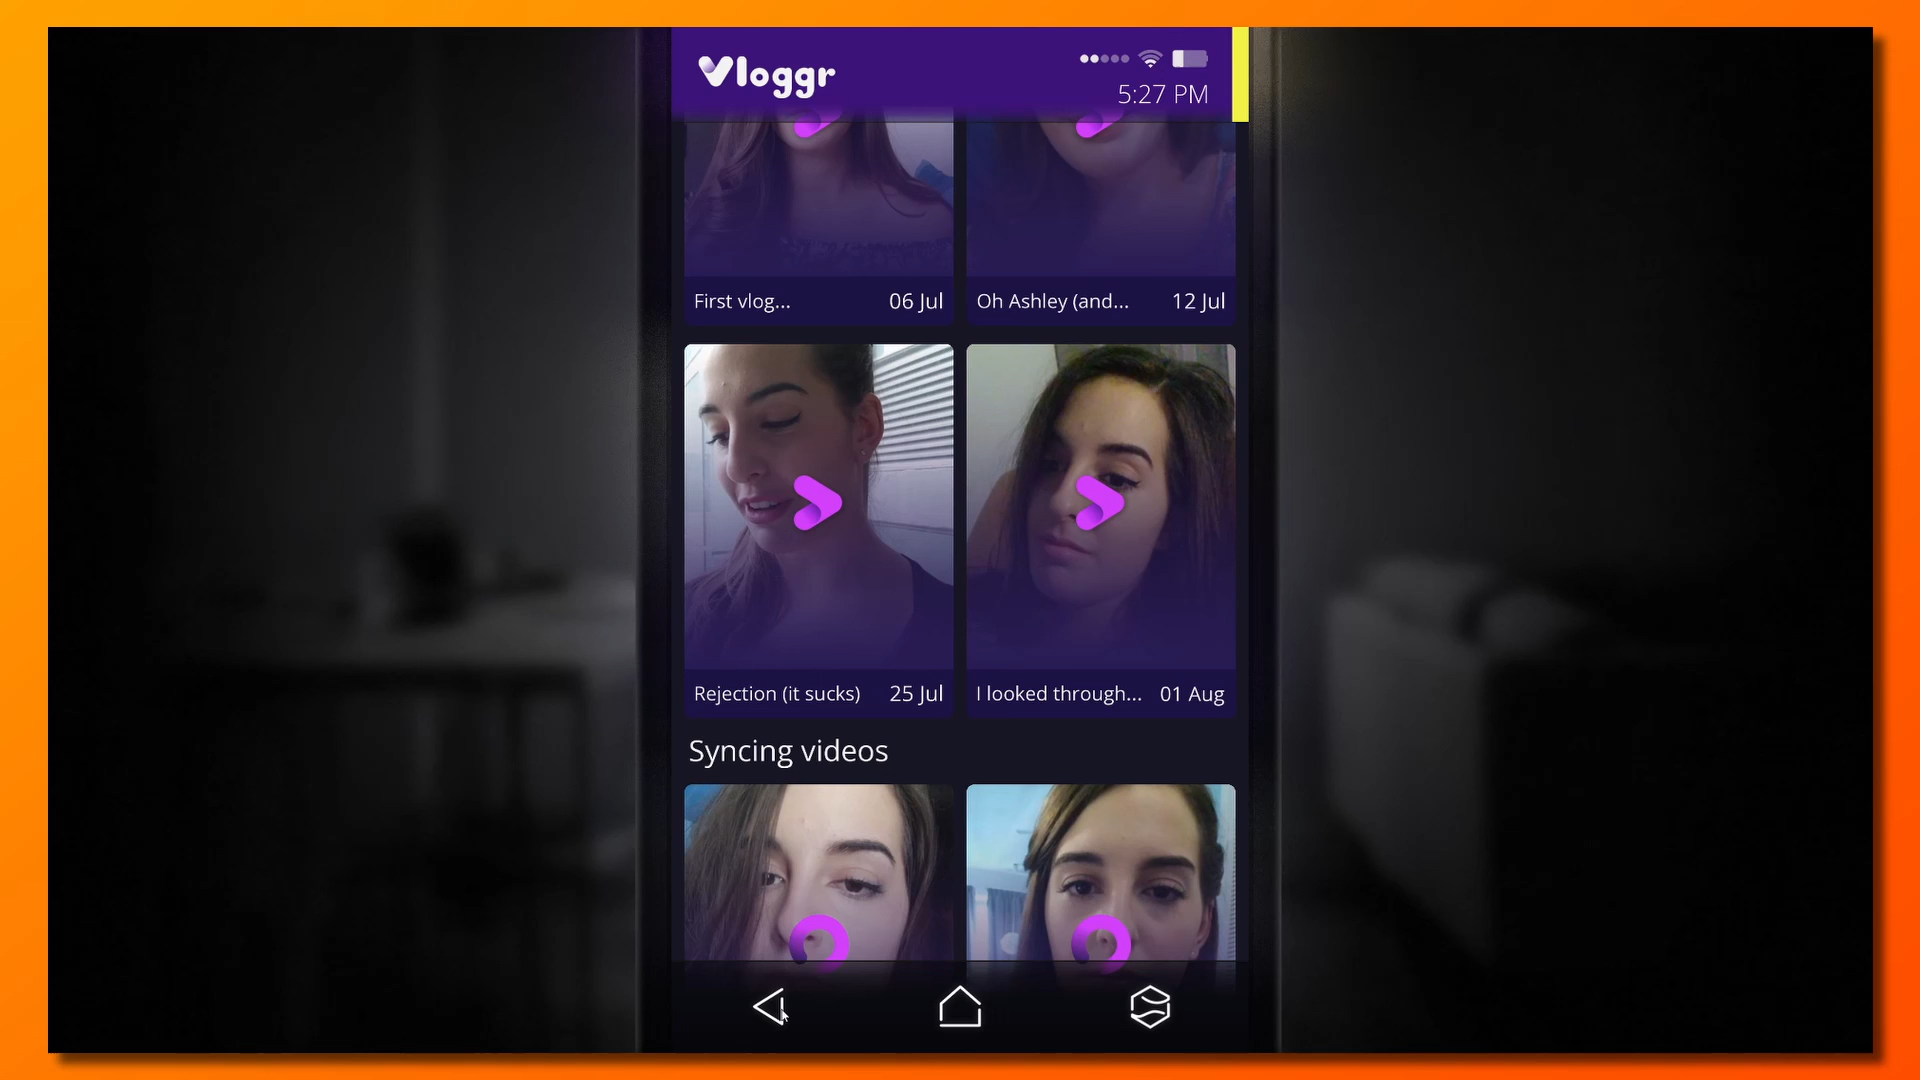 Vloggr
5:27 PM
First vlog... 06 Jul
Oh Ashley (and... 12 Jul
Rejection (it sucks) 25 Jul
I looked through... 01 Aug
Syncing videos